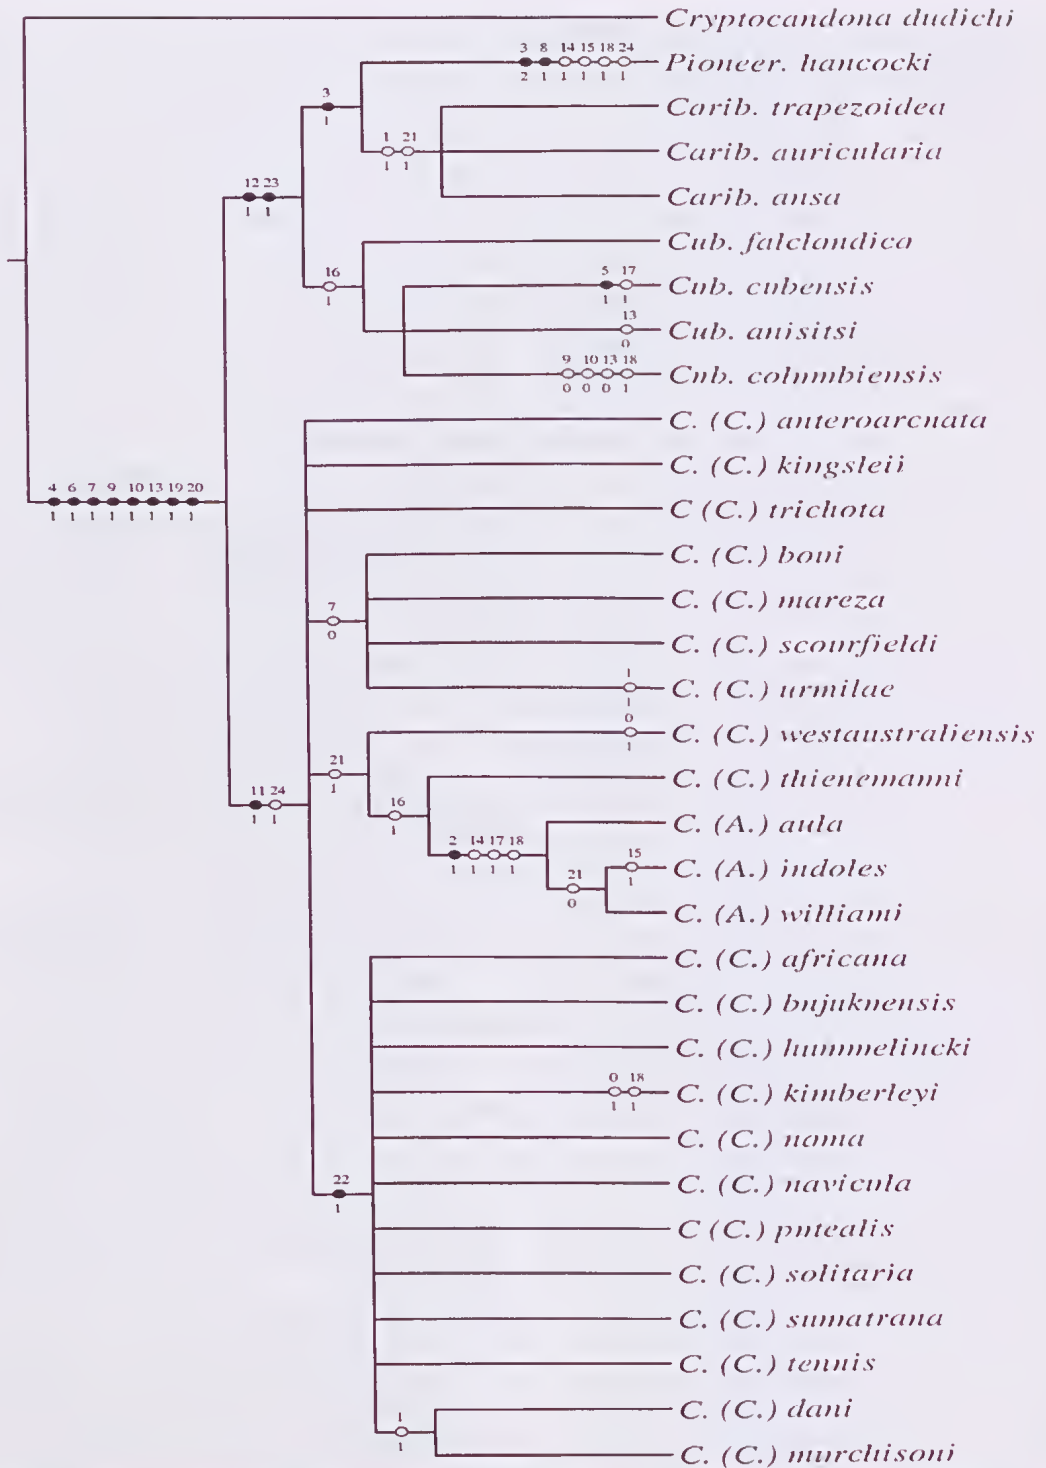 Cryptocandona dudichi
3 8 14 15 18 24
2 1 1 1 1 1
Pioneer. hancocki
3
1
Carib. trapezoidea
1 21
1 1
Carib. auricularia
12 23
1 1
Carib. ansa
Cub. falclandica
16
1
5 17
1 1
Cub. cubensis
13
0
Cub. anisitsi
9 10 13 18
0 0 0 1
Cub. columbiensis
C. (C.) anteroarcuata
C. (C.) kingsleii
4 6 7 9 10 13 19 20
1 1 1 1 1 1 1 1
C (C.) trichota
C. (C.) boni
7
0
C. (C.) mareza
C. (C.) scourfieldi
1
1
C. (C.) urmilae
0
1
C. (C.) westaustraliensis
21
1
C. (C.) thienemanni
11 24
1 1
16
1
C. (A.) aula
2 14 17 18
1 1 1 1
15
1
C. (A.) indoles
21
0
C. (A.) williami
C. (C.) africana
C. (C.) bujukuensis
C. (C.) hummelincki
0 18
1 1
C. (C.) kimberleyi
C. (C.) nama
22
1
C. (C.) navicula
C (C.) putealis
C. (C.) solitaria
C. (C.) sumatrana
C. (C.) tenuis
1
1
C. (C.) dani
C. (C.) murchisoni